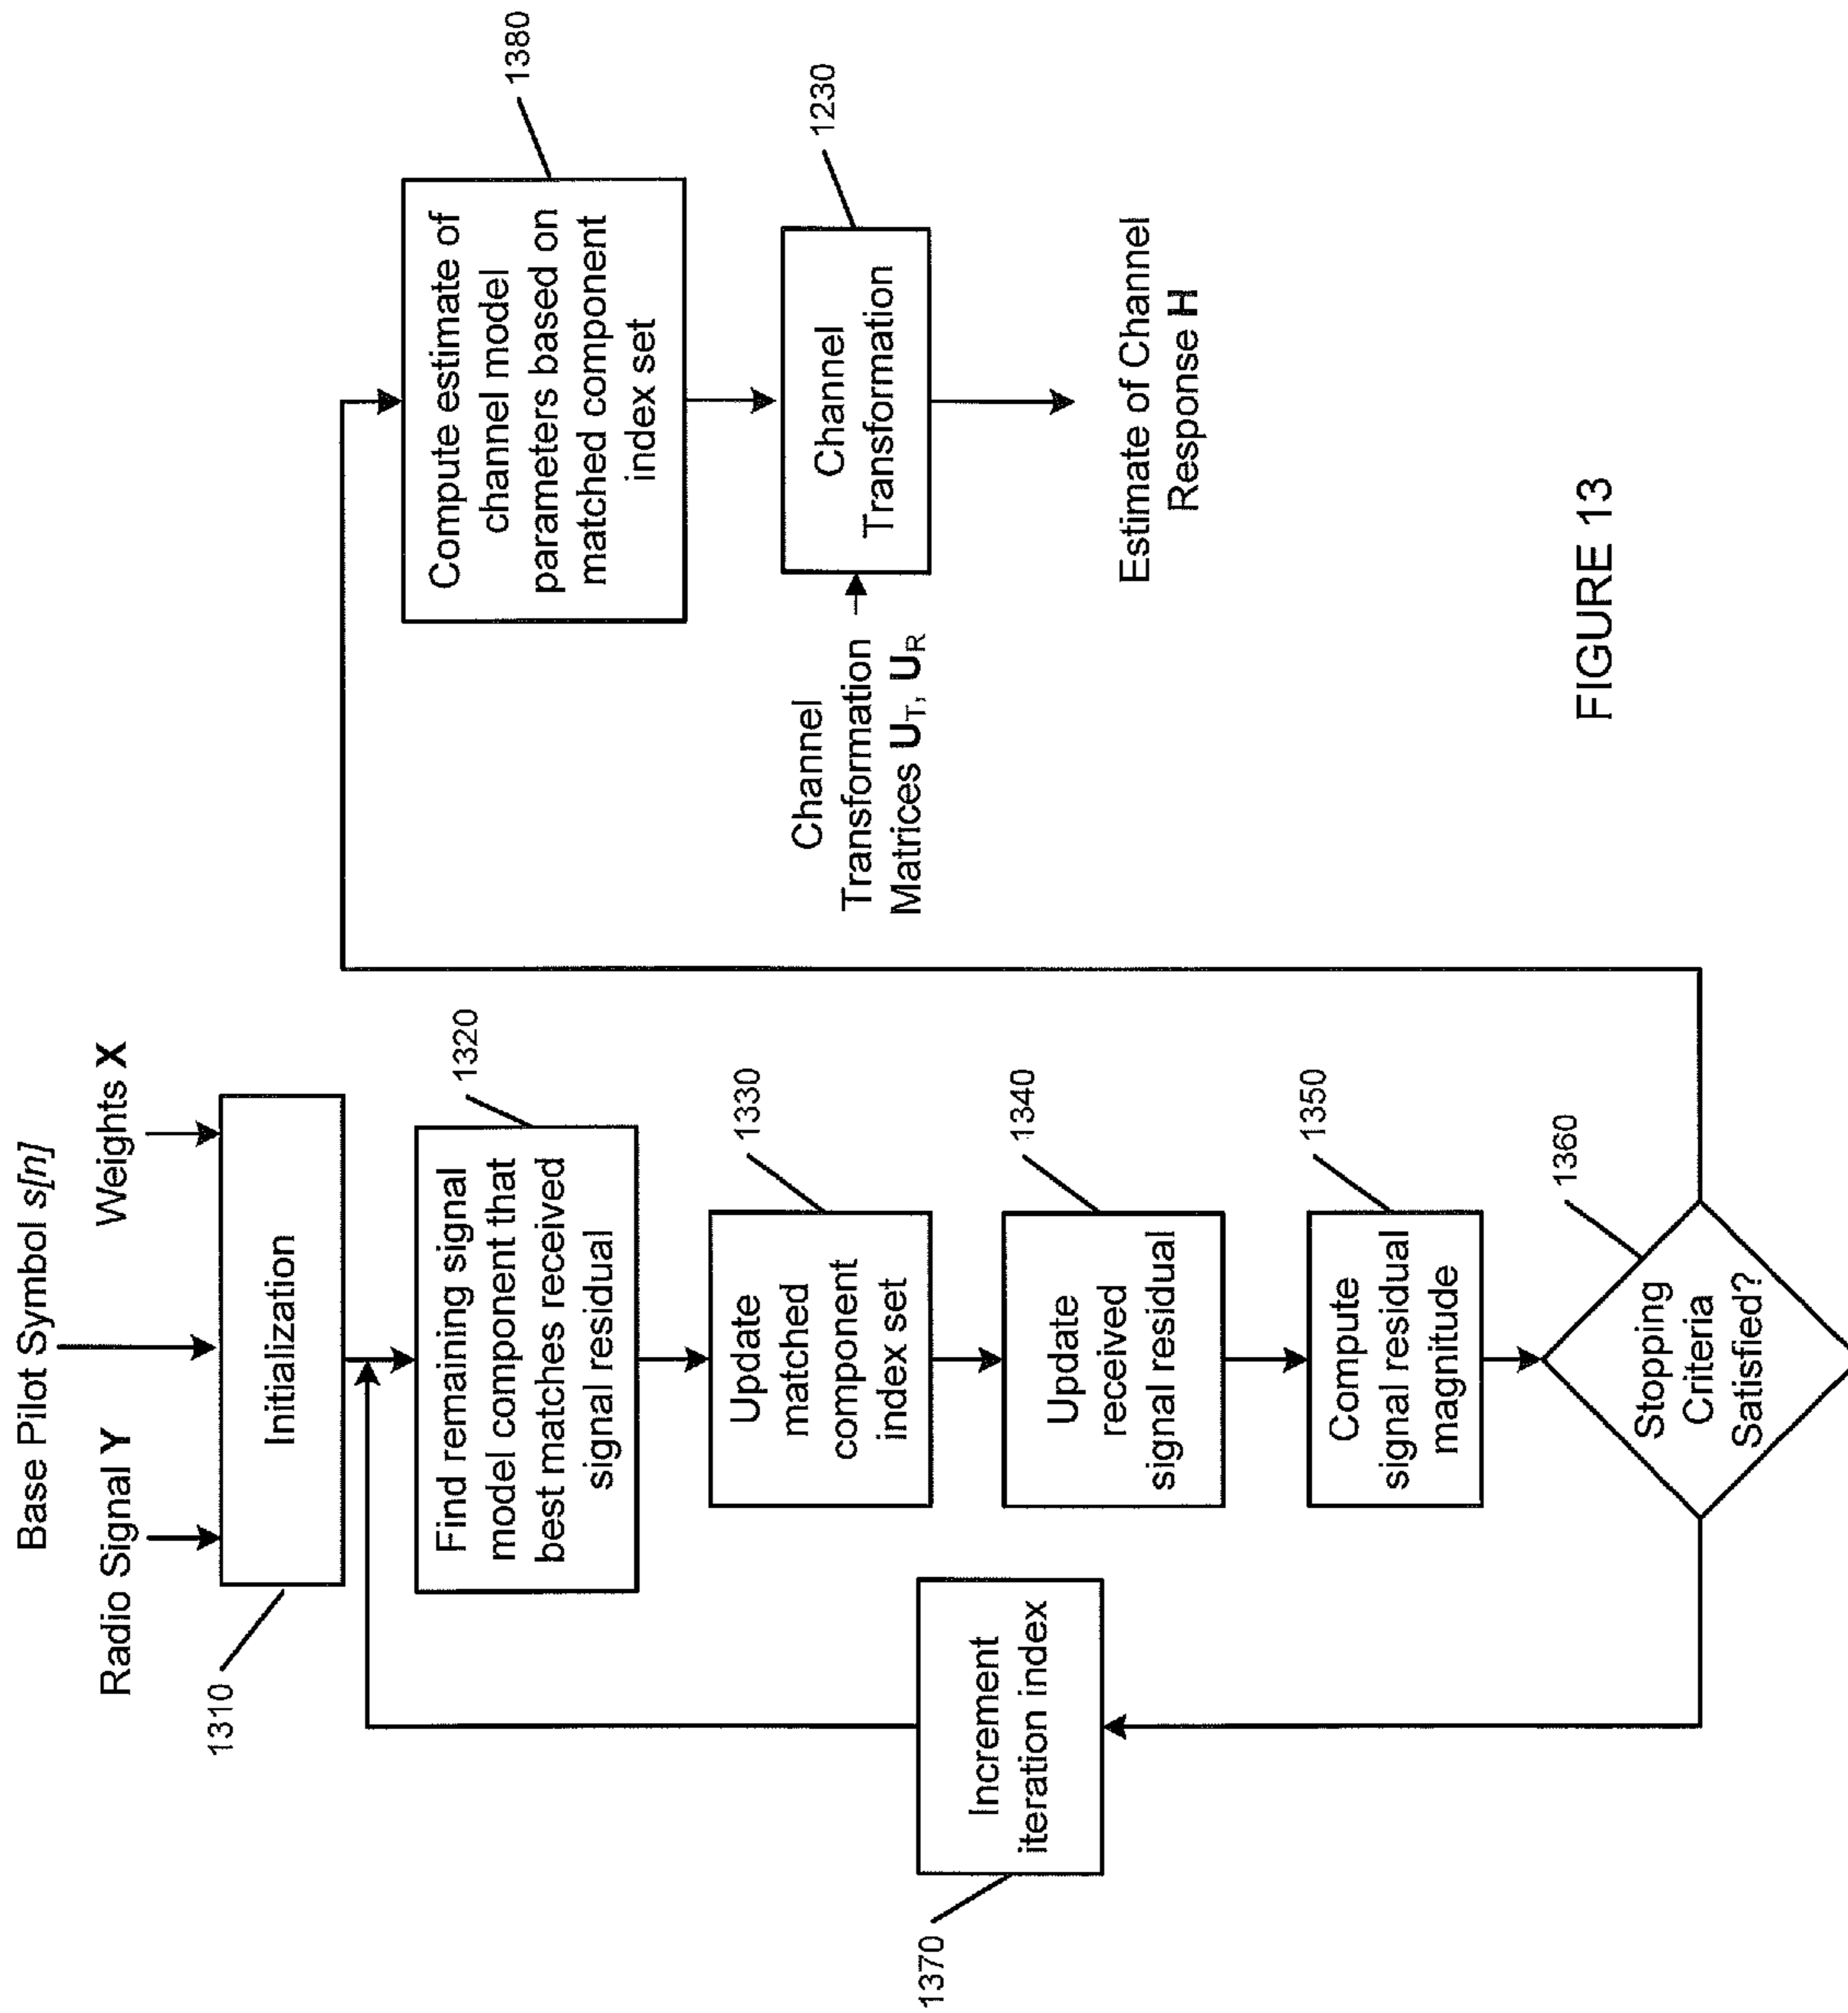 Base Pilot Symbol s[n]
Radio Signal Y
Weights X
1310
Initialization
Find remaining signal
model component that
best matches received
signal residual
1320
Update
matched
component
index set
1330
Update
received
signal residual
1340
Compute
signal residual
magnitude
1350
Stopping
Criteria
Satisfied?
1360
Increment
iteration index
1370
Compute estimate of
channel model
parameters based on
matched component
index set
1380
Channel
Transformation
Matrices U_T, U_R
Channel
Transformation
1230
Estimate of Channel
Response H
FIGURE 13